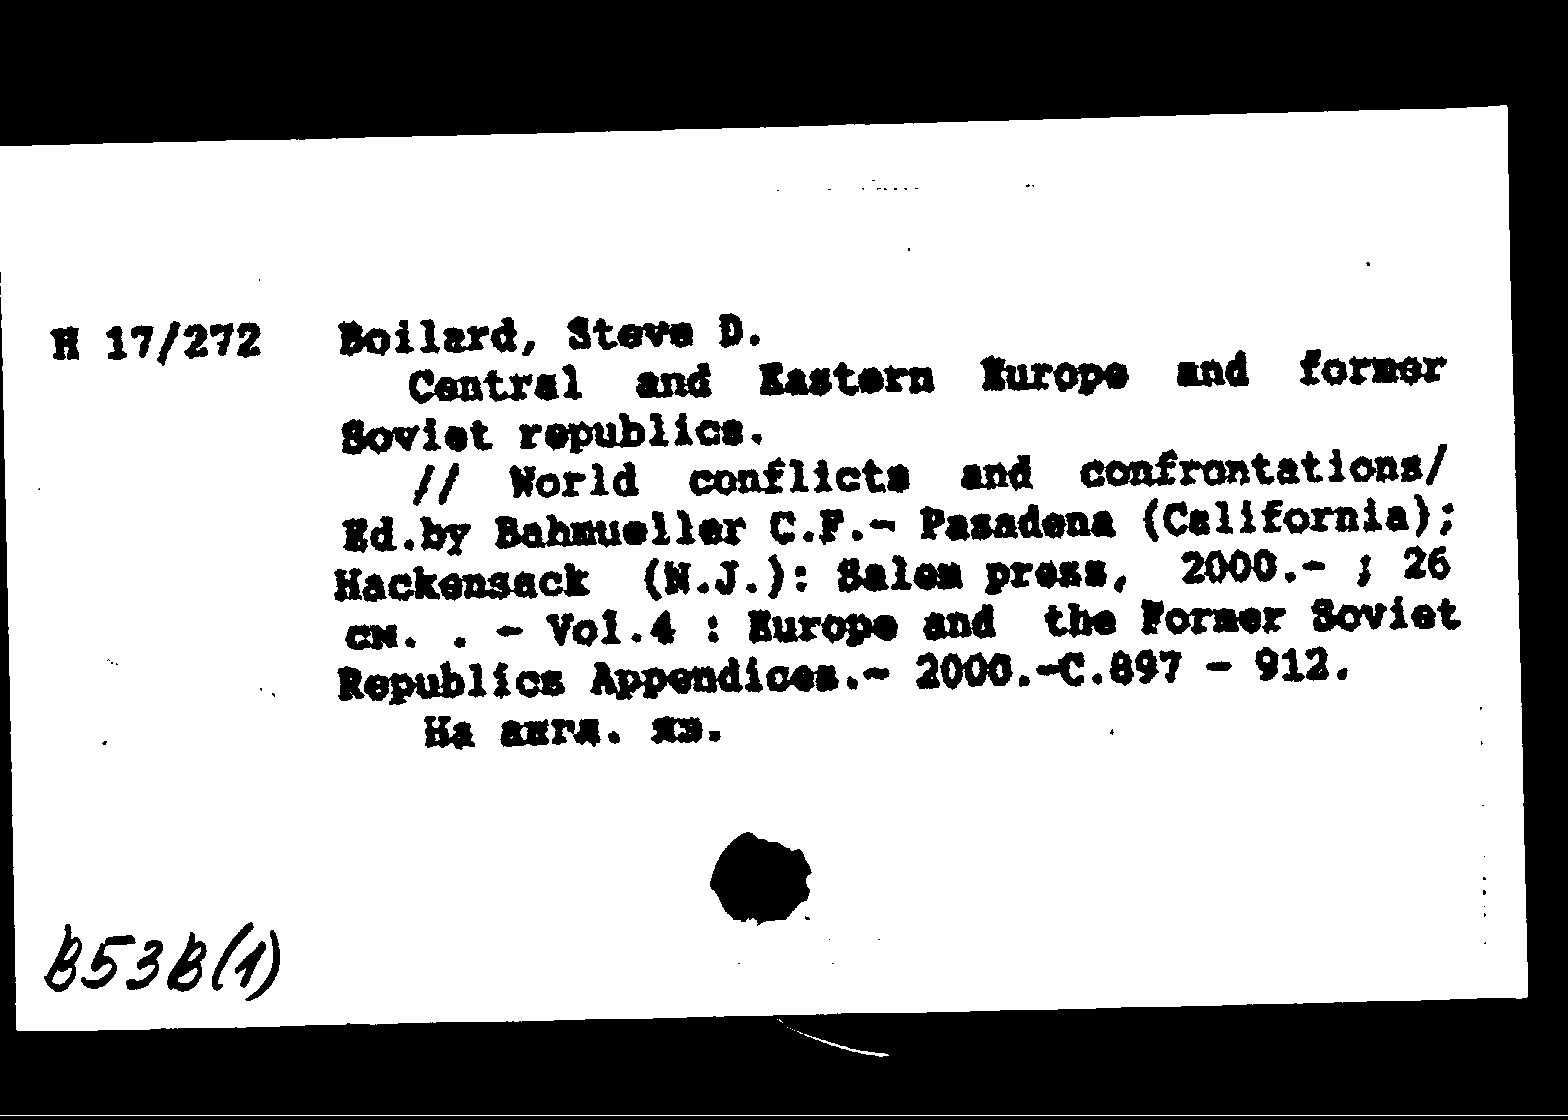 Н 17/272 Boilard, Steve D.
Central and Eastern Europe and former
Soviet republics.
// World conflicts and confrontations/
Ed.by Bahmueller C.F.- Pasadena (California);
Hackensack (N.J.): Salem press, 2000.- ; 26
см. . - Vol.4 : Europe and the Former Soviet
Republics Appendices.- 2000.-С.897 - 912.
На англ. яз.
В53В(1)